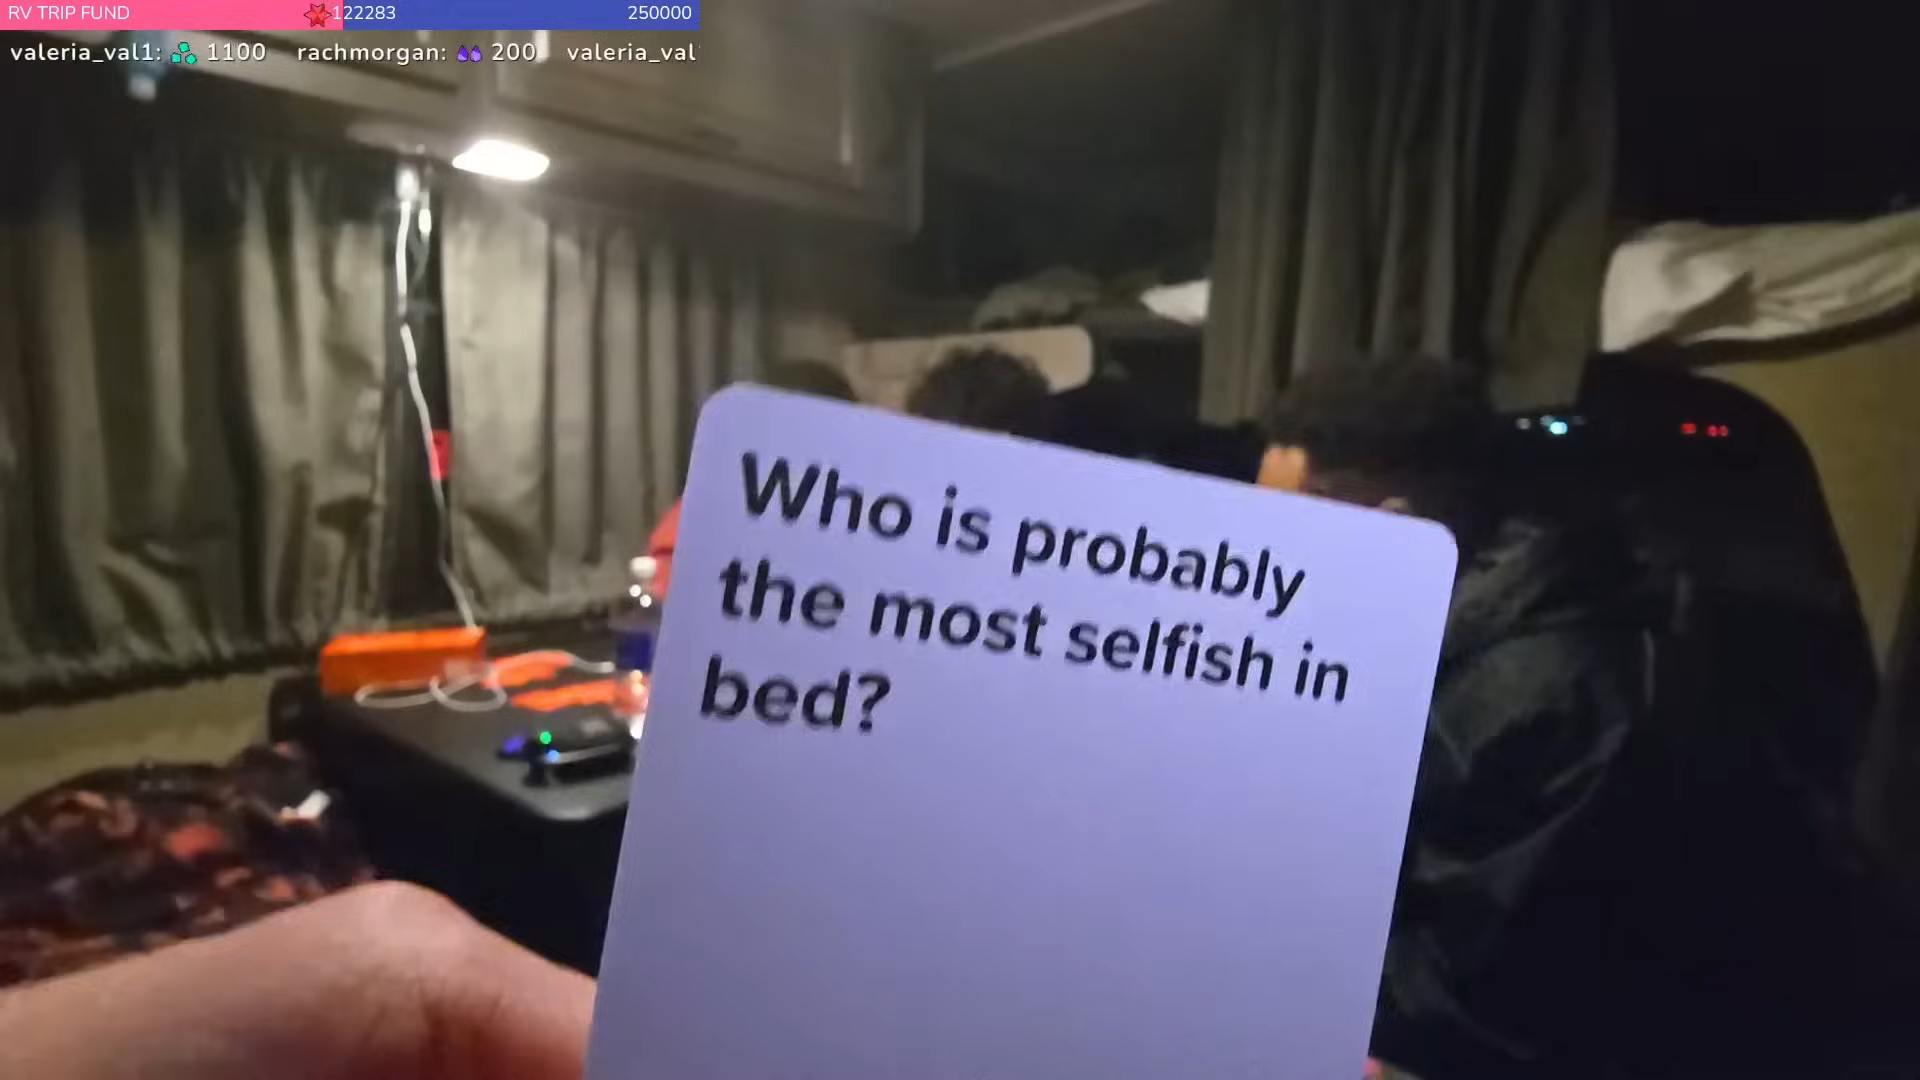 RV TRIP FUND 122283 250000
valeria_val1: 1100 rachmorgan: 200 valeria_val
Who is probably
the most selfish in
bed?